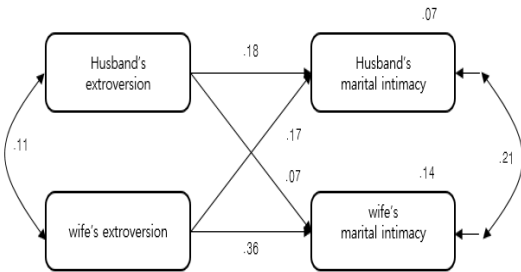 .07
Husband's
extroversion
.18
Husband's
marital intimacy
.11
.17
.21
.07
.14
wife's extroversion
.36
wife's
marital intimacy